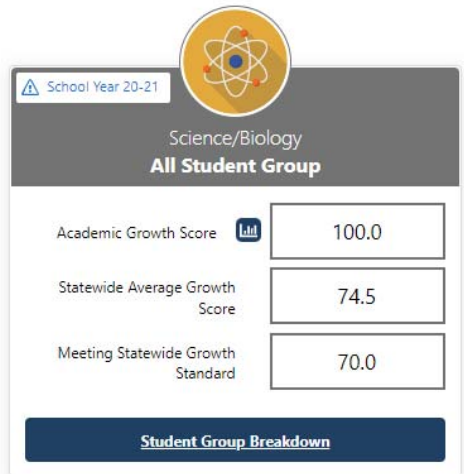 School Year 20-21
Science/Biology
All Student Group
Academic Growth Score
100.0
Statewide Average Growth
Score
74.5
Meeting Statewide Growth
Standard
70.0
Student Group Breakdown